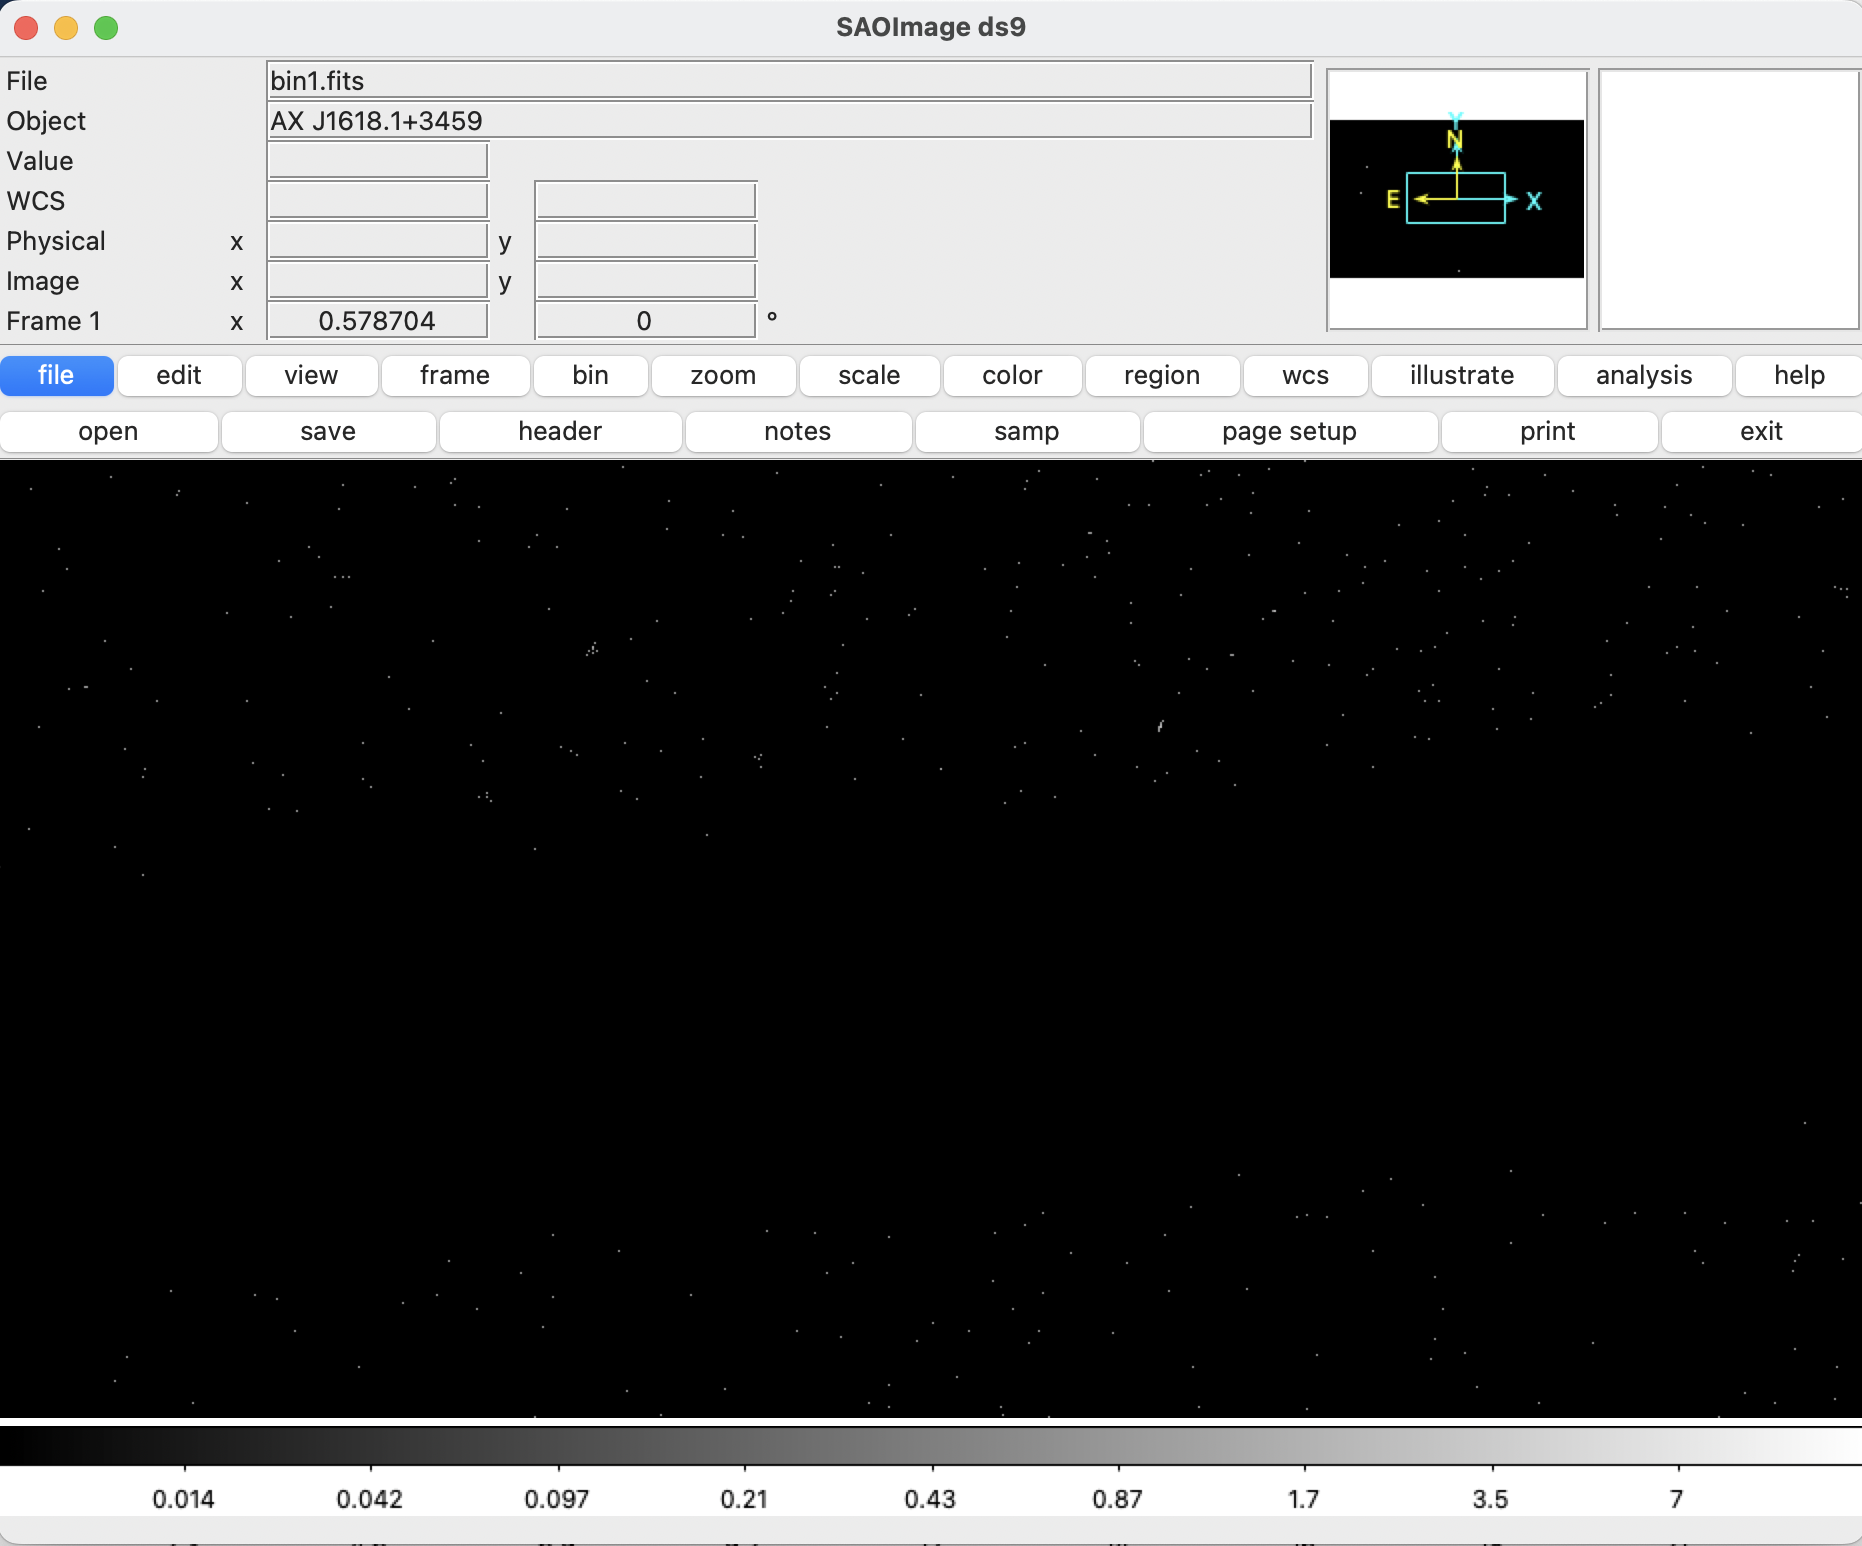 SAOImage ds9
File bin1.fits
Object AX J1618.1+3459
Value
WCS
Physical x y
Image x y
Frame 1 x 0.578704 0 °
Y
N
E X
file edit view frame bin zoom scale color region wcs illustrate analysis help
open save header notes samp page setup print exit
0.014 0.042 0.097 0.21 0.43 0.87 1.7 3.5 7